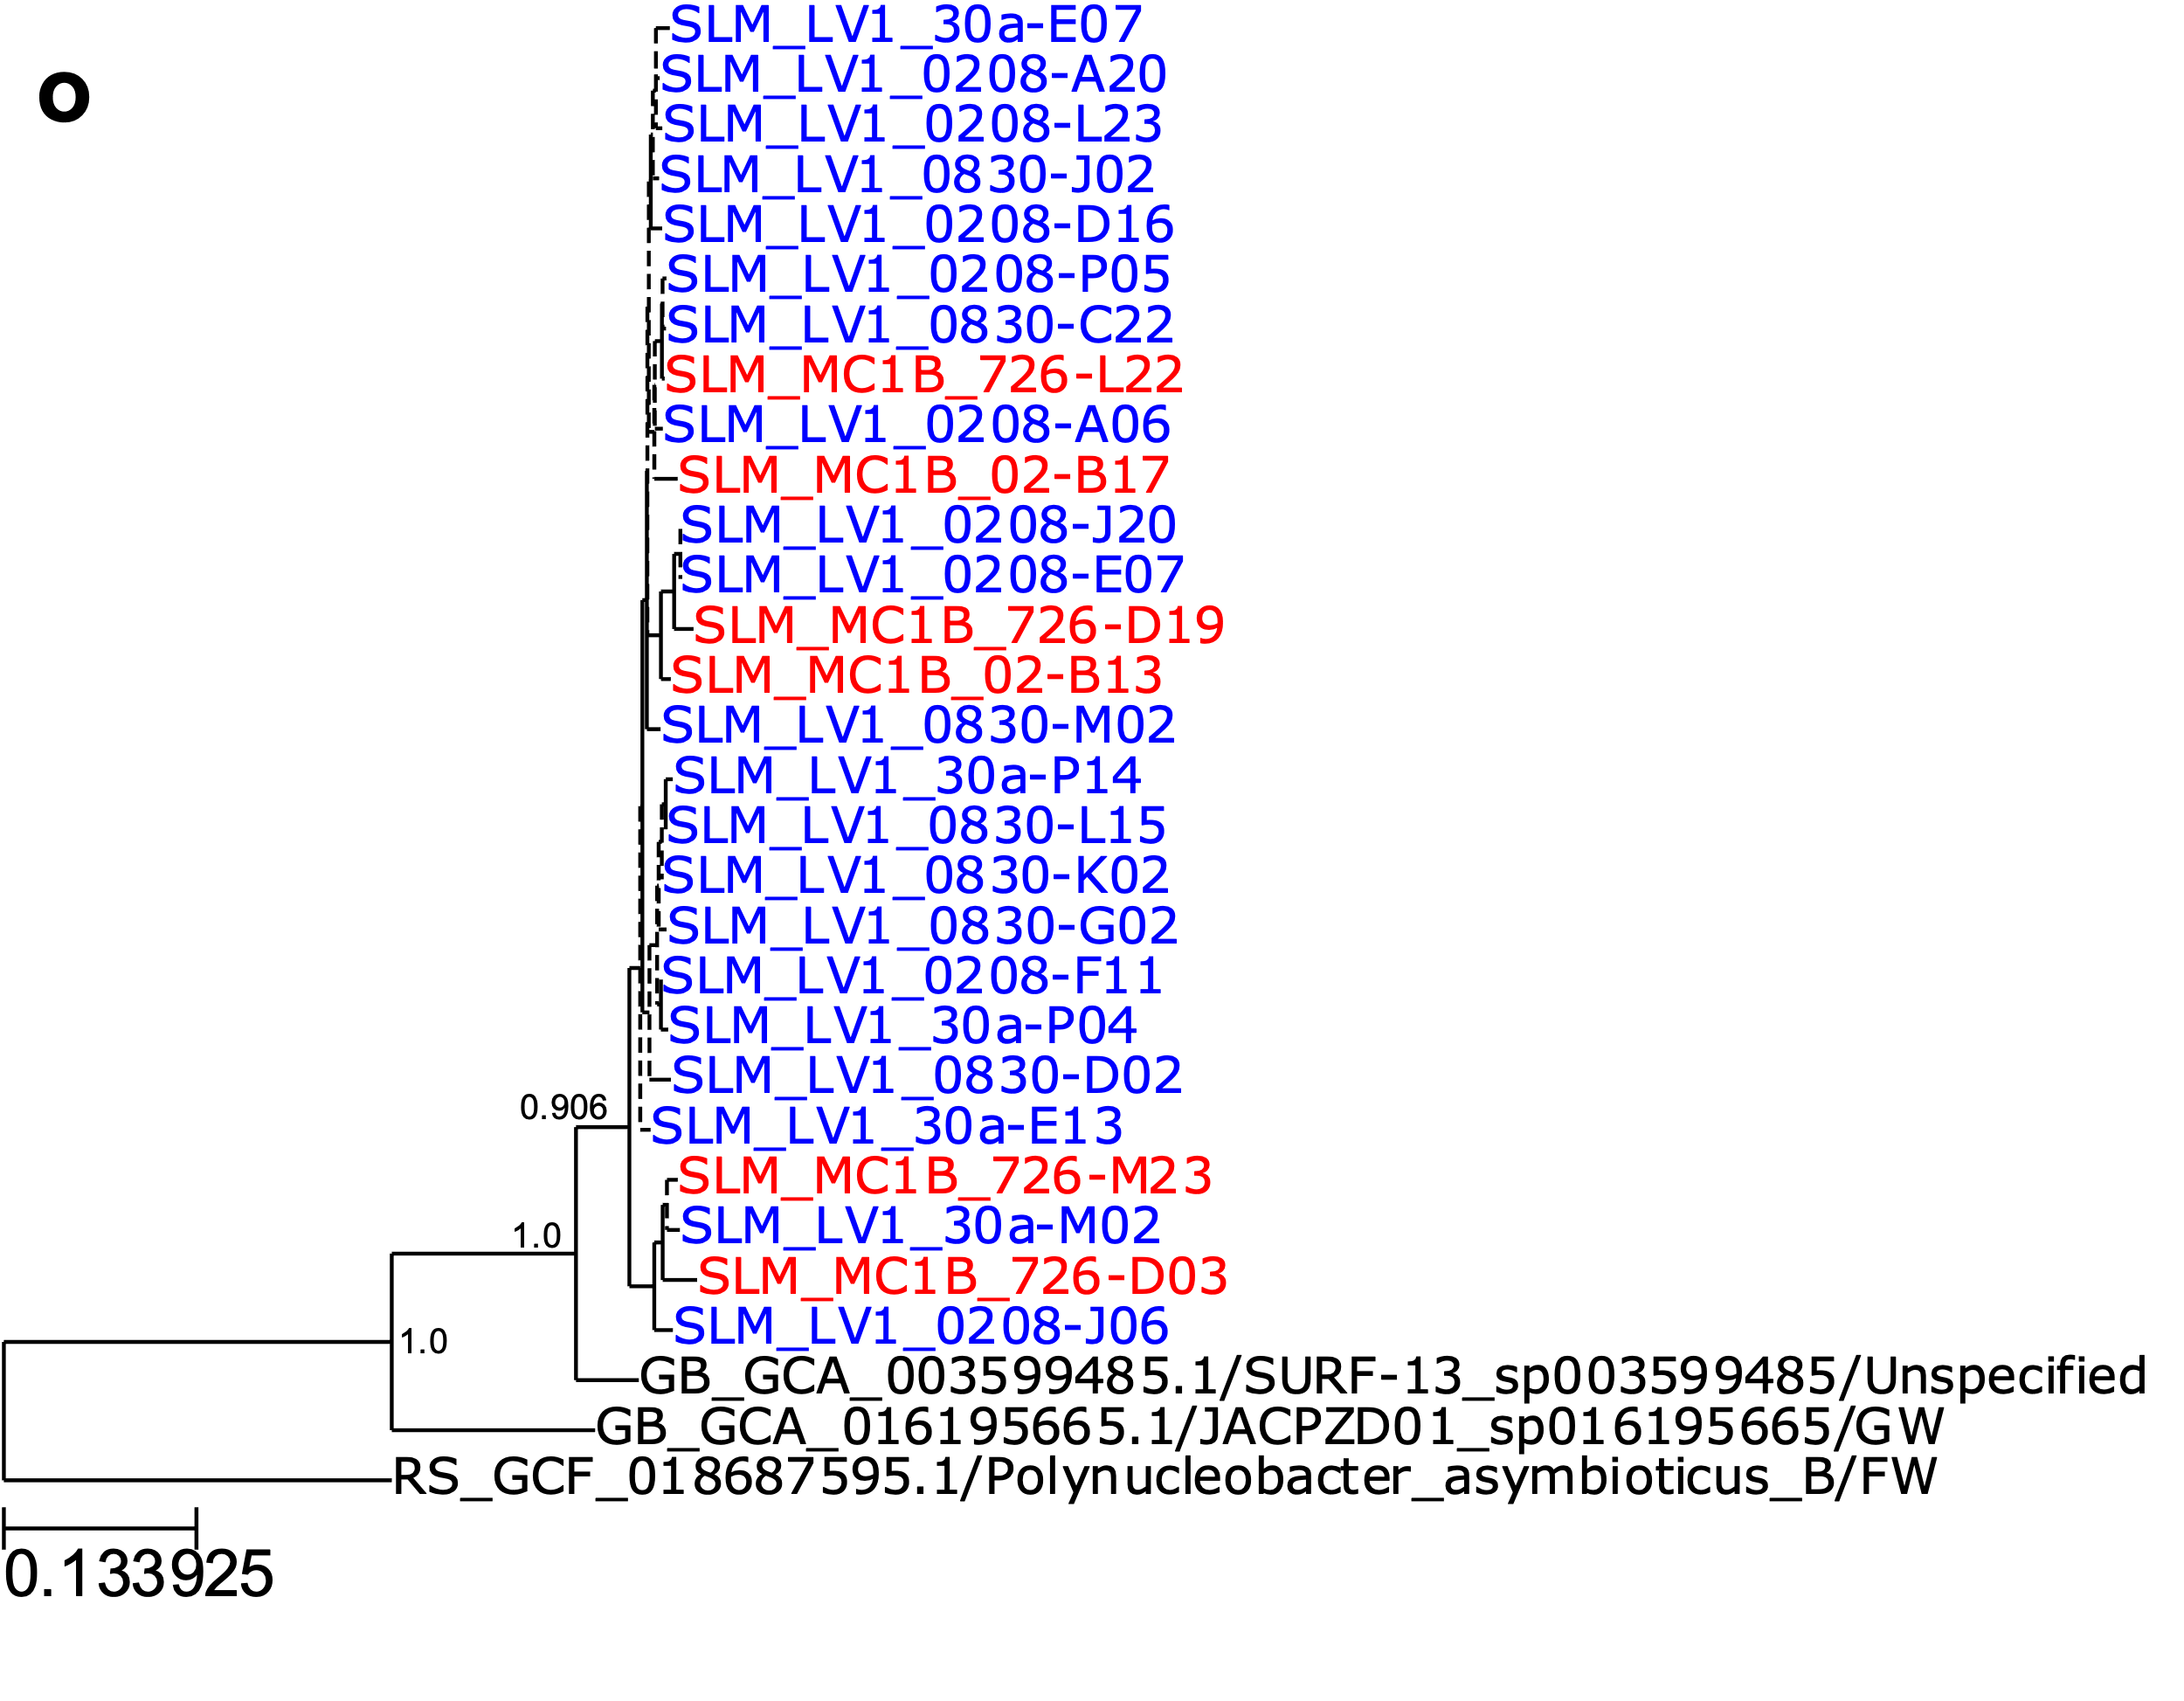 o
SLM_LV1_30a-E07
SLM_LV1_0208-A20
SLM_LV1_0208-L23
SLM_LV1_0830-J02
SLM_LV1_0208-D16
SLM_LV1_0208-P05
SLM_LV1_0830-C22
SLM_MC1B_726-L22
SLM_LV1_0208-A06
SLM_MC1B_02-B17
SLM_LV1_0208-J20
SLM_LV1_0208-E07
SLM_MC1B_726-D19
SLM_MC1B_02-B13
SLM_LV1_0830-M02
SLM_LV1_30a-P14
SLM_LV1_0830-L15
SLM_LV1_0830-K02
SLM_LV1_0830-G02
SLM_LV1_0208-F11
SLM_LV1_30a-P04
SLM_LV1_0830-D02
0.906
SLM_LV1_30a-E13
SLM_MC1B_726-M23
1.0
SLM_LV1_30a-M02
SLM_MC1B_726-D03
SLM_LV1_0208-J06
1.0
GB_GCA_003599485.1/SURF-13_sp003599485/Unspecified
GB_GCA_016195665.1/JACPZD01_sp016195665/GW
RS_GCF_018687595.1/Polynucleobacter_asymbioticus_B/FW
0.133925